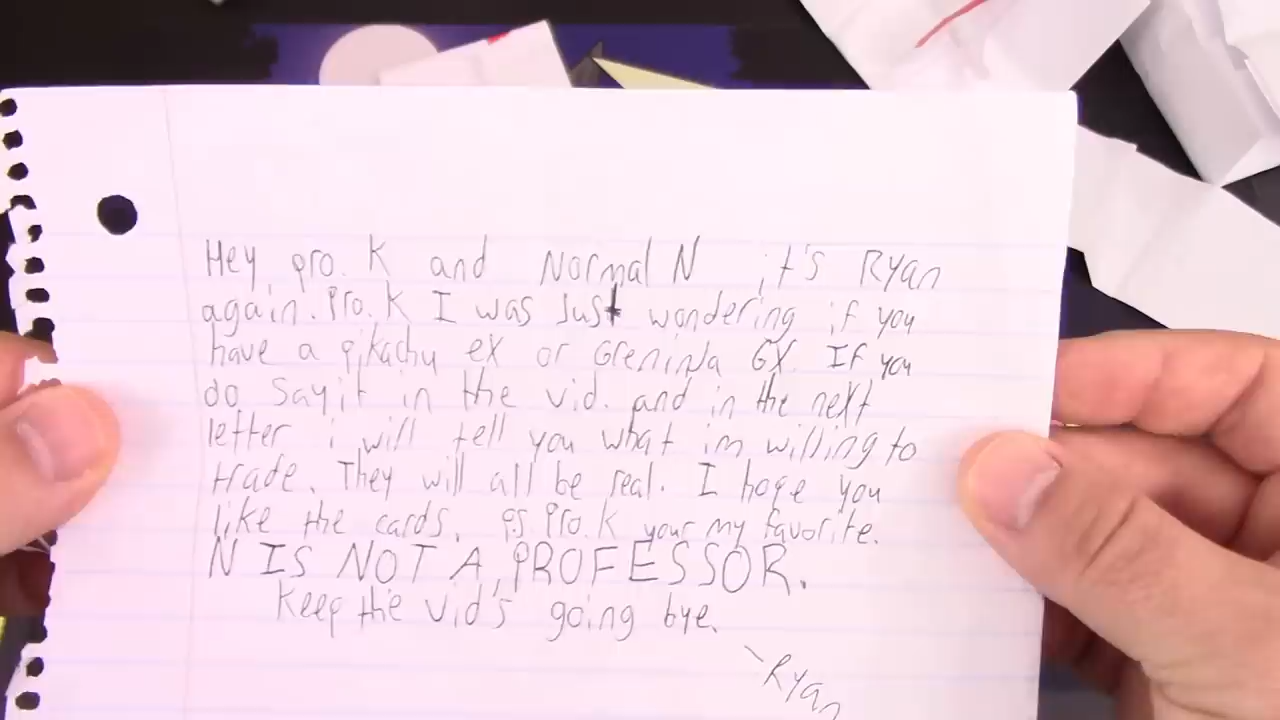 Hey, pro. K and Normal N it's Ryan
again. Pro. K I was Just wondering if you
have a pikachu ex or Greninja GX. If you
do say it in the vid. and in the next
letter i will tell you what im willing to
trade. They will all be real. I hope you
like the cards. ps Pro. K your my favorite.
N IS NOT A PROFESSOR.
Keep the vid's going bye.
-Ryan